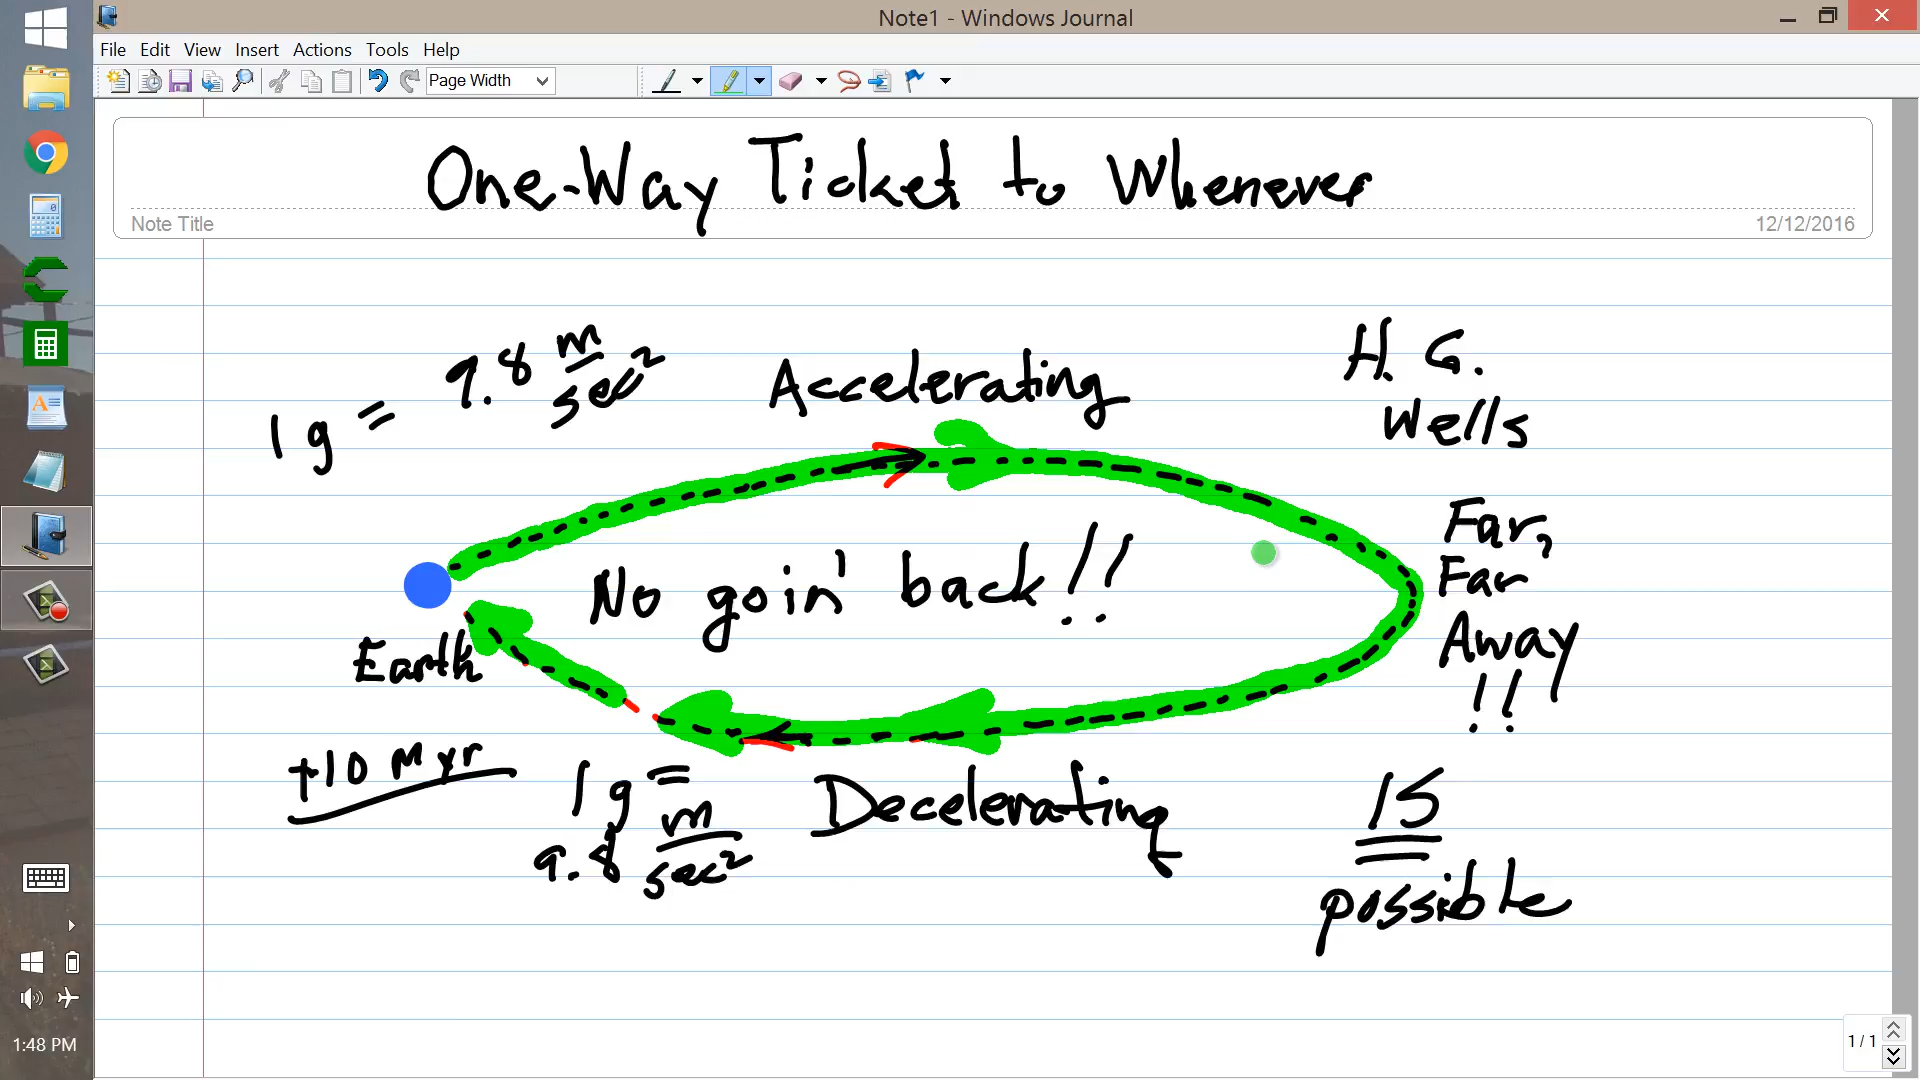 Note1 - Windows Journal
File Edit View Insert Actions Tools Help
Page Width
One-Way Ticket to Whenever
Note Title
12/12/2016
1 g = 9.8 m/sec²
Accelerating
H. G.
Wells
Far,
Far
Away
!!
No goin' back!!
Earth
+10 Myr
1 g =
9.8 m/sec²
Decelerating
IS
possible
1:48 PM
1 / 1